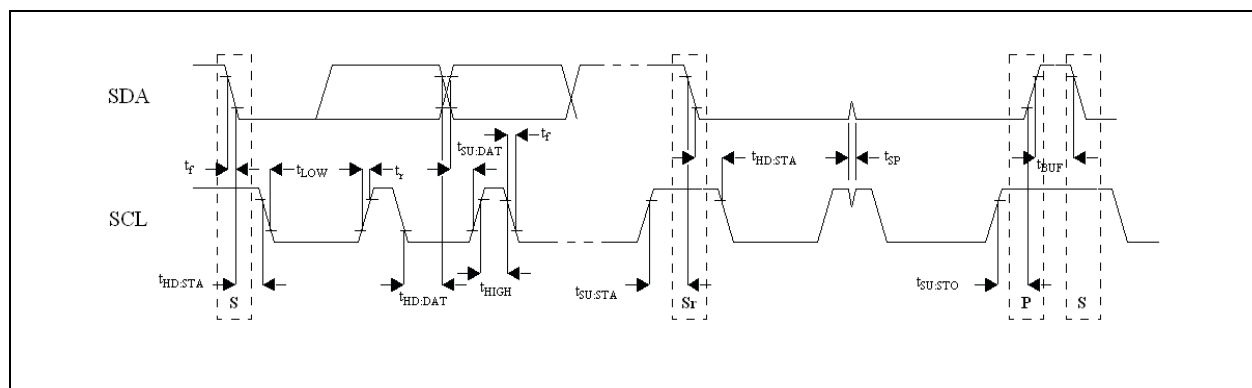 SDA
t_f
t_LOW
t_r
t_SU:DAT
t_f
t_HD:STA
t_SP
t_BUF
SCL
t_HD:STA
S
t_HD:DAT
t_HIGH
t_SU:STA
Sr
t_SU:STO
P
S